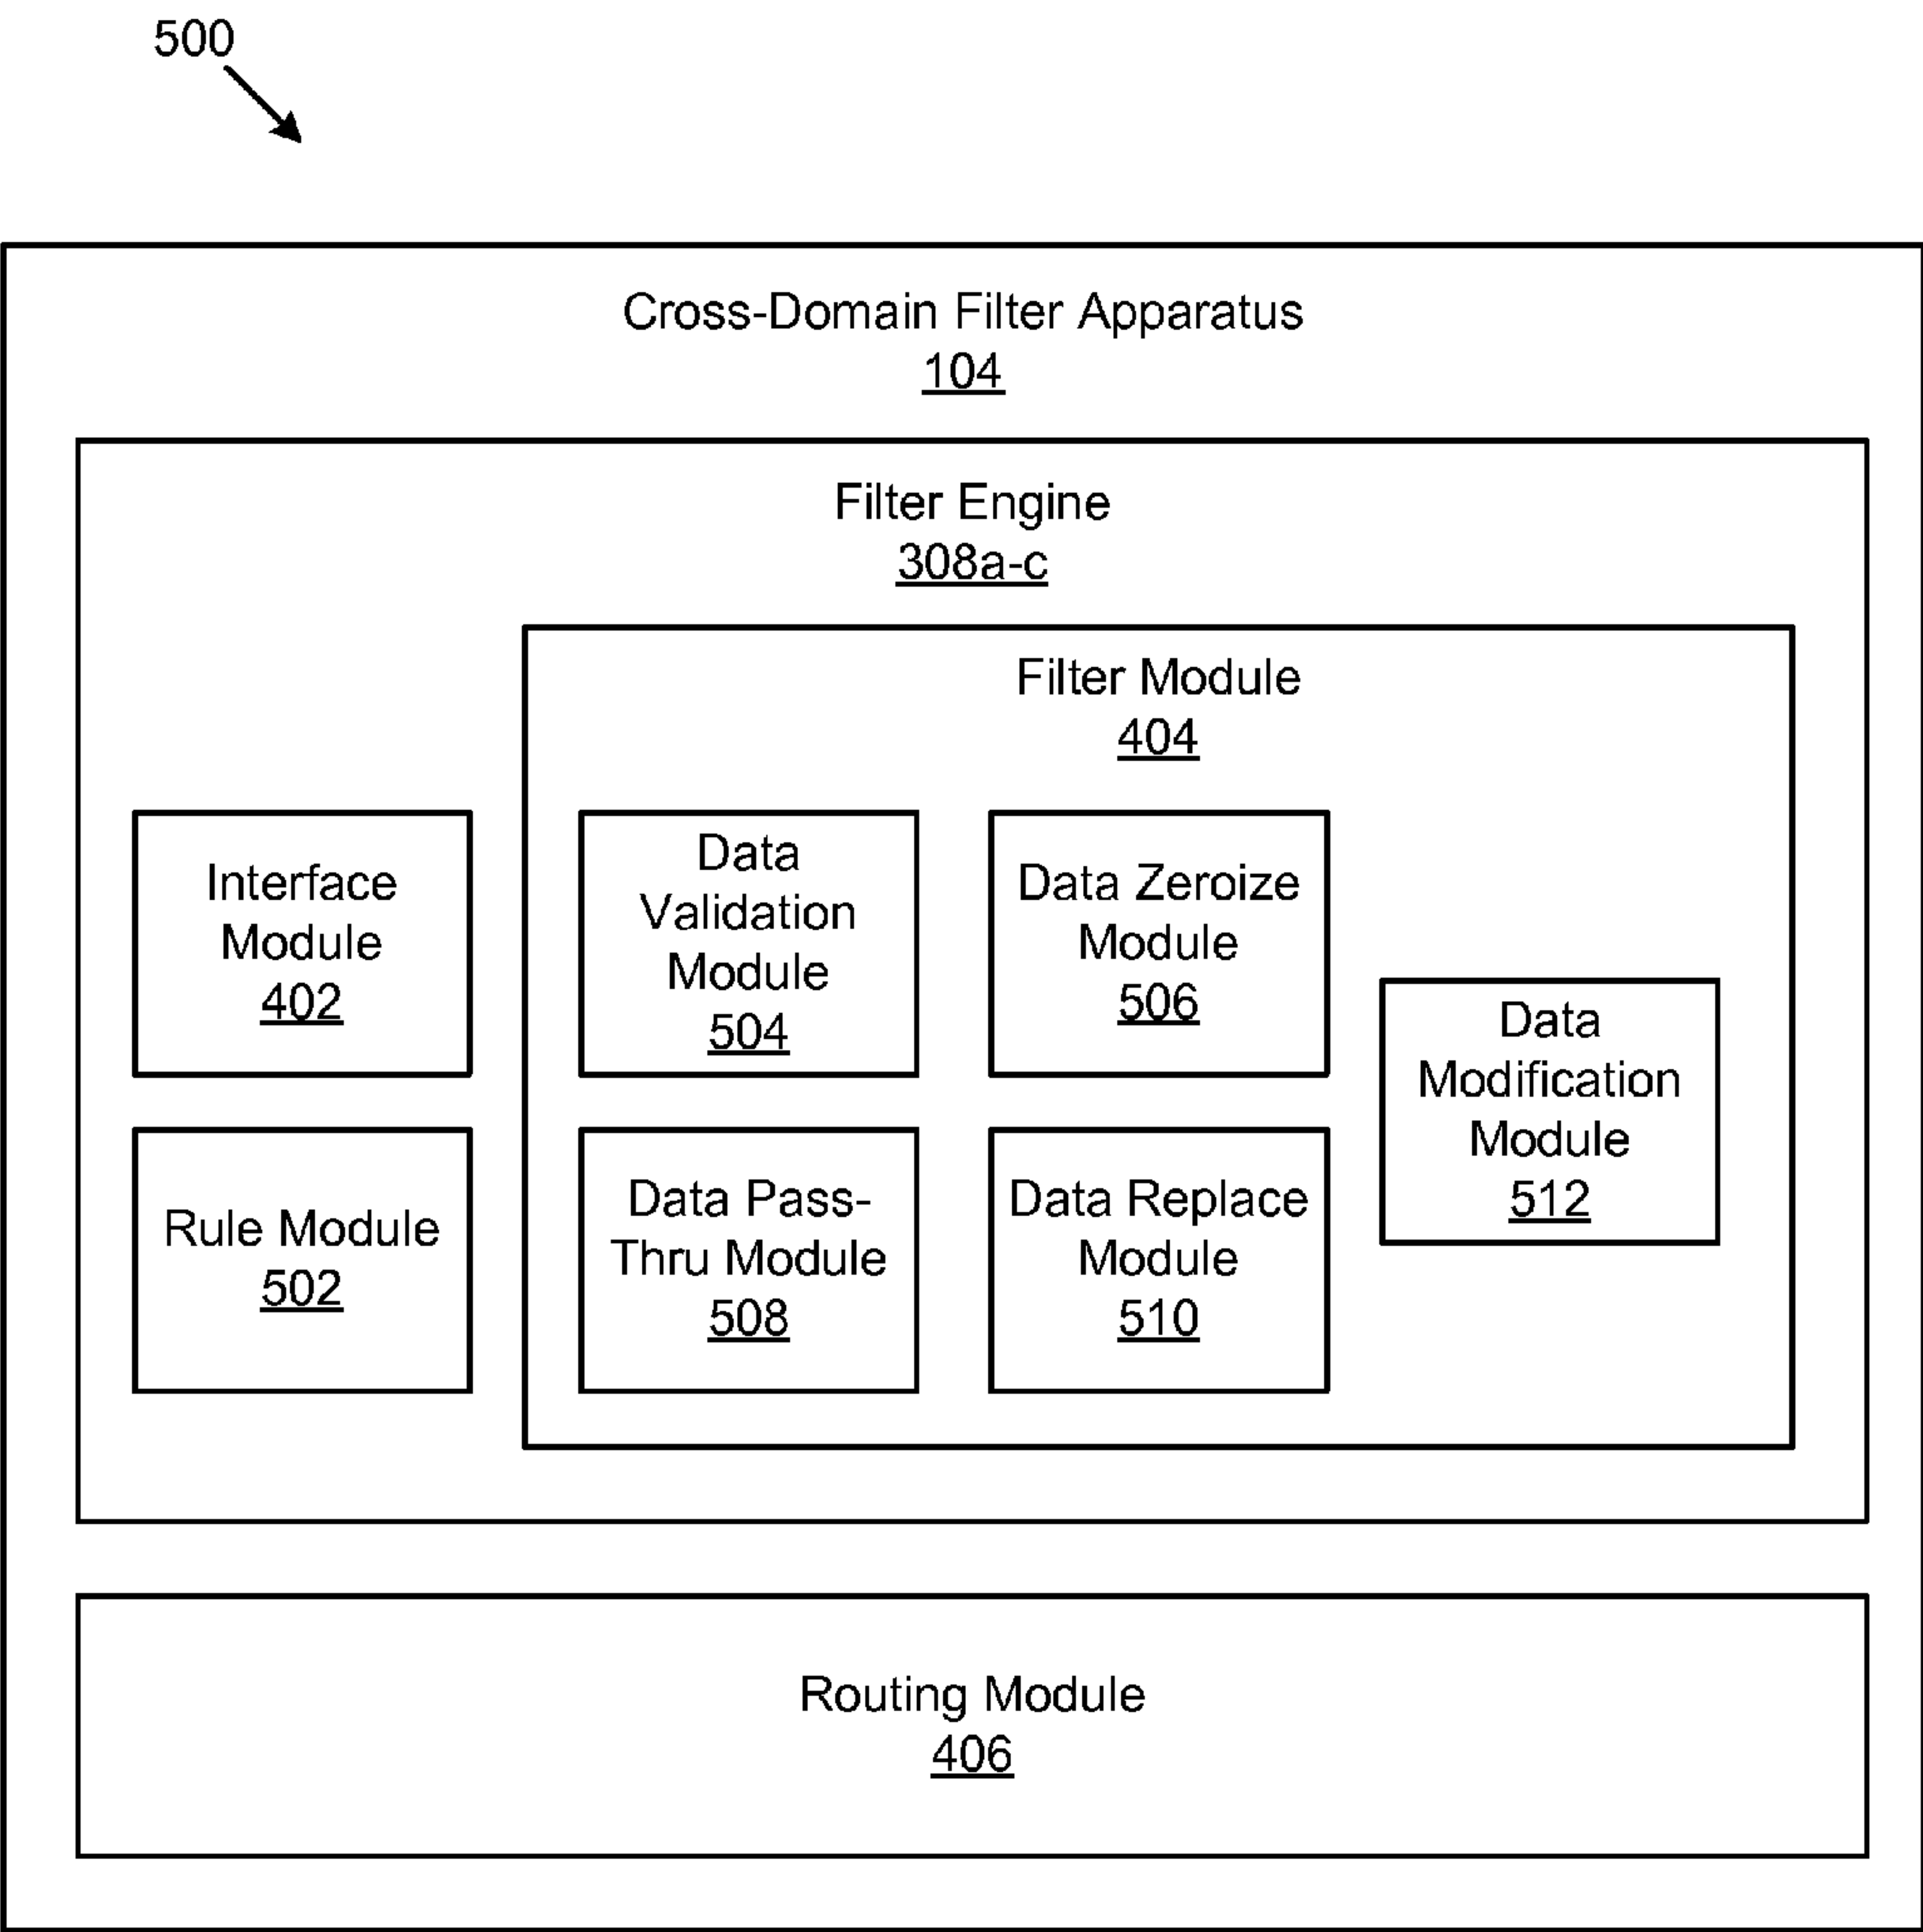 500
Cross-Domain Filter Apparatus
104
Filter Engine
308a-c
Filter Module
404
Interface
Module
402
Data
Validation
Module
504
Data Zeroize
Module
506
Data
Modification
Module
512
Rule Module
502
Data Pass-
Thru Module
508
Data Replace
Module
510
Routing Module
406